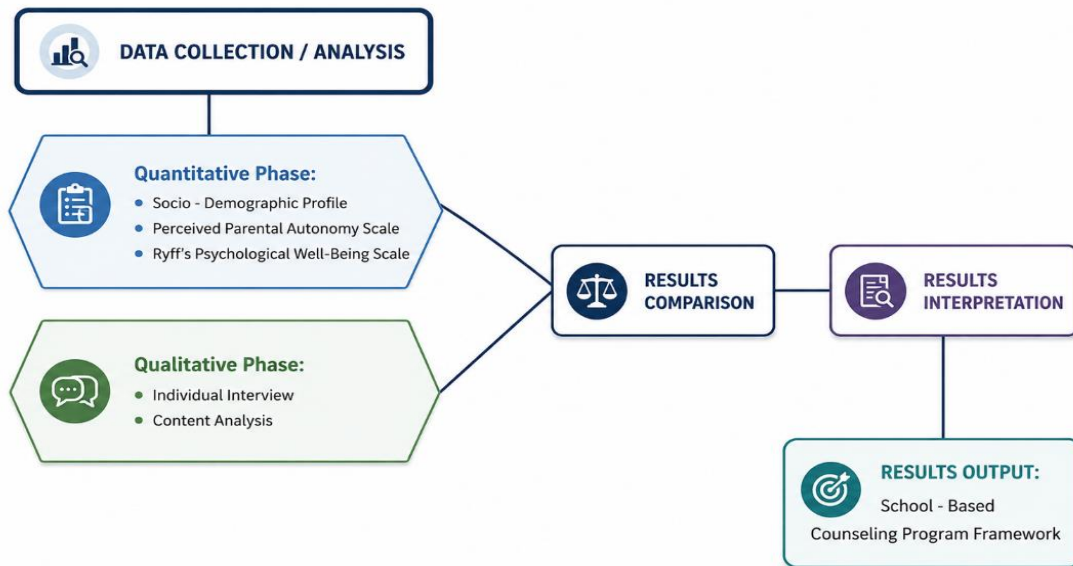 DATA COLLECTION / ANALYSIS
Quantitative Phase:
• Socio - Demographic Profile
• Perceived Parental Autonomy Scale
• Ryff's Psychological Well-Being Scale
Qualitative Phase:
• Individual Interview
• Content Analysis
RESULTS
COMPARISON
RESULTS
INTERPRETATION
RESULTS OUTPUT:
School - Based
Counseling Program Framework